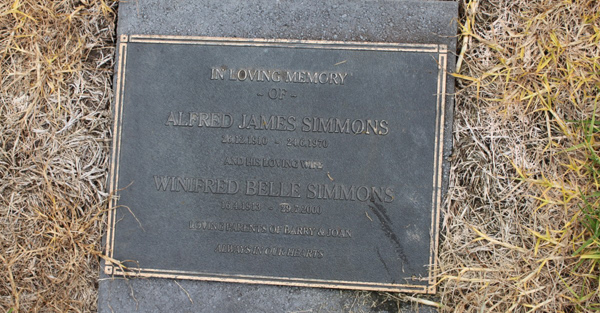 IN LOVING MEMORY
- OF -
ALFRED JAMES SIMMONS
AND HIS LOVING WIFE
WINIFRED BELLE SIMMONS
LOVING PARENTS OF BARRY & JOAN
ALWAYS IN OUR HEARTS